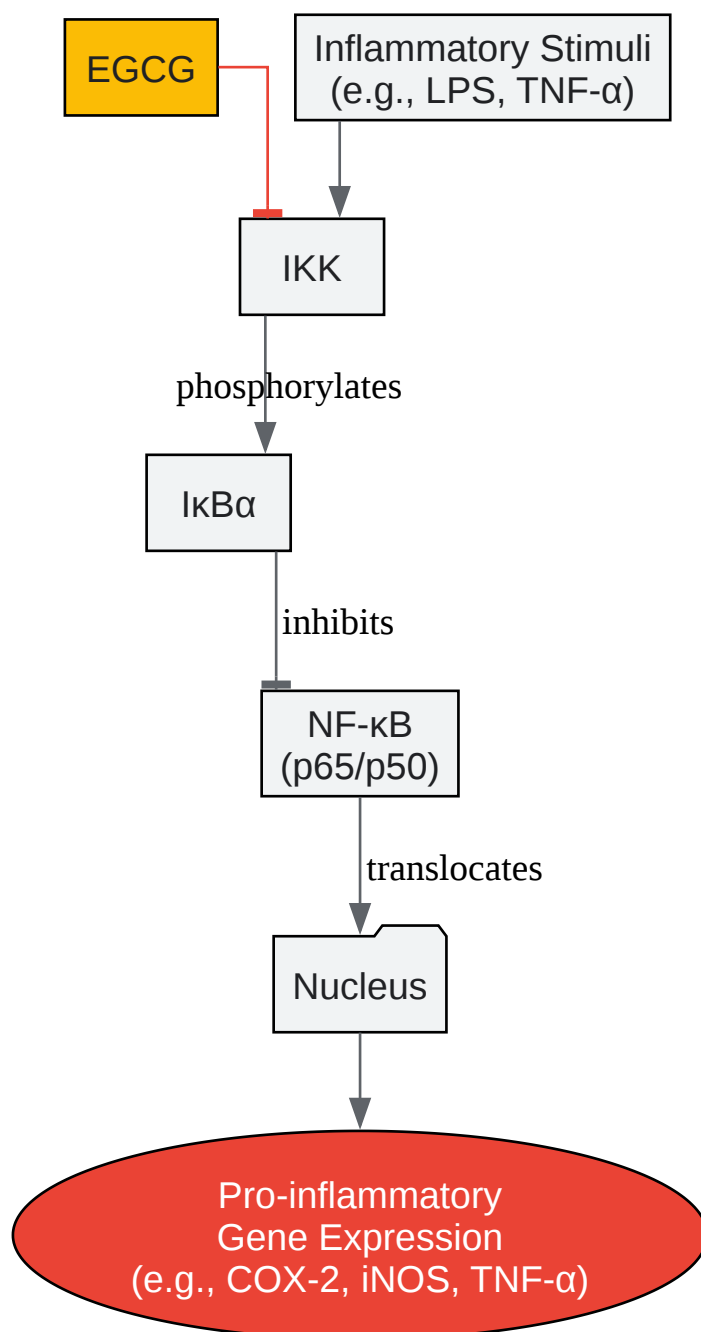 EGCG
Inflammatory Stimuli
(e.g., LPS, TNF-α)
IKK
phosphorylates
IκBα
inhibits
NF-κB
(p65/p50)
translocates
Nucleus
Pro-inflammatory
Gene Expression
(e.g., COX-2, iNOS, TNF-α)